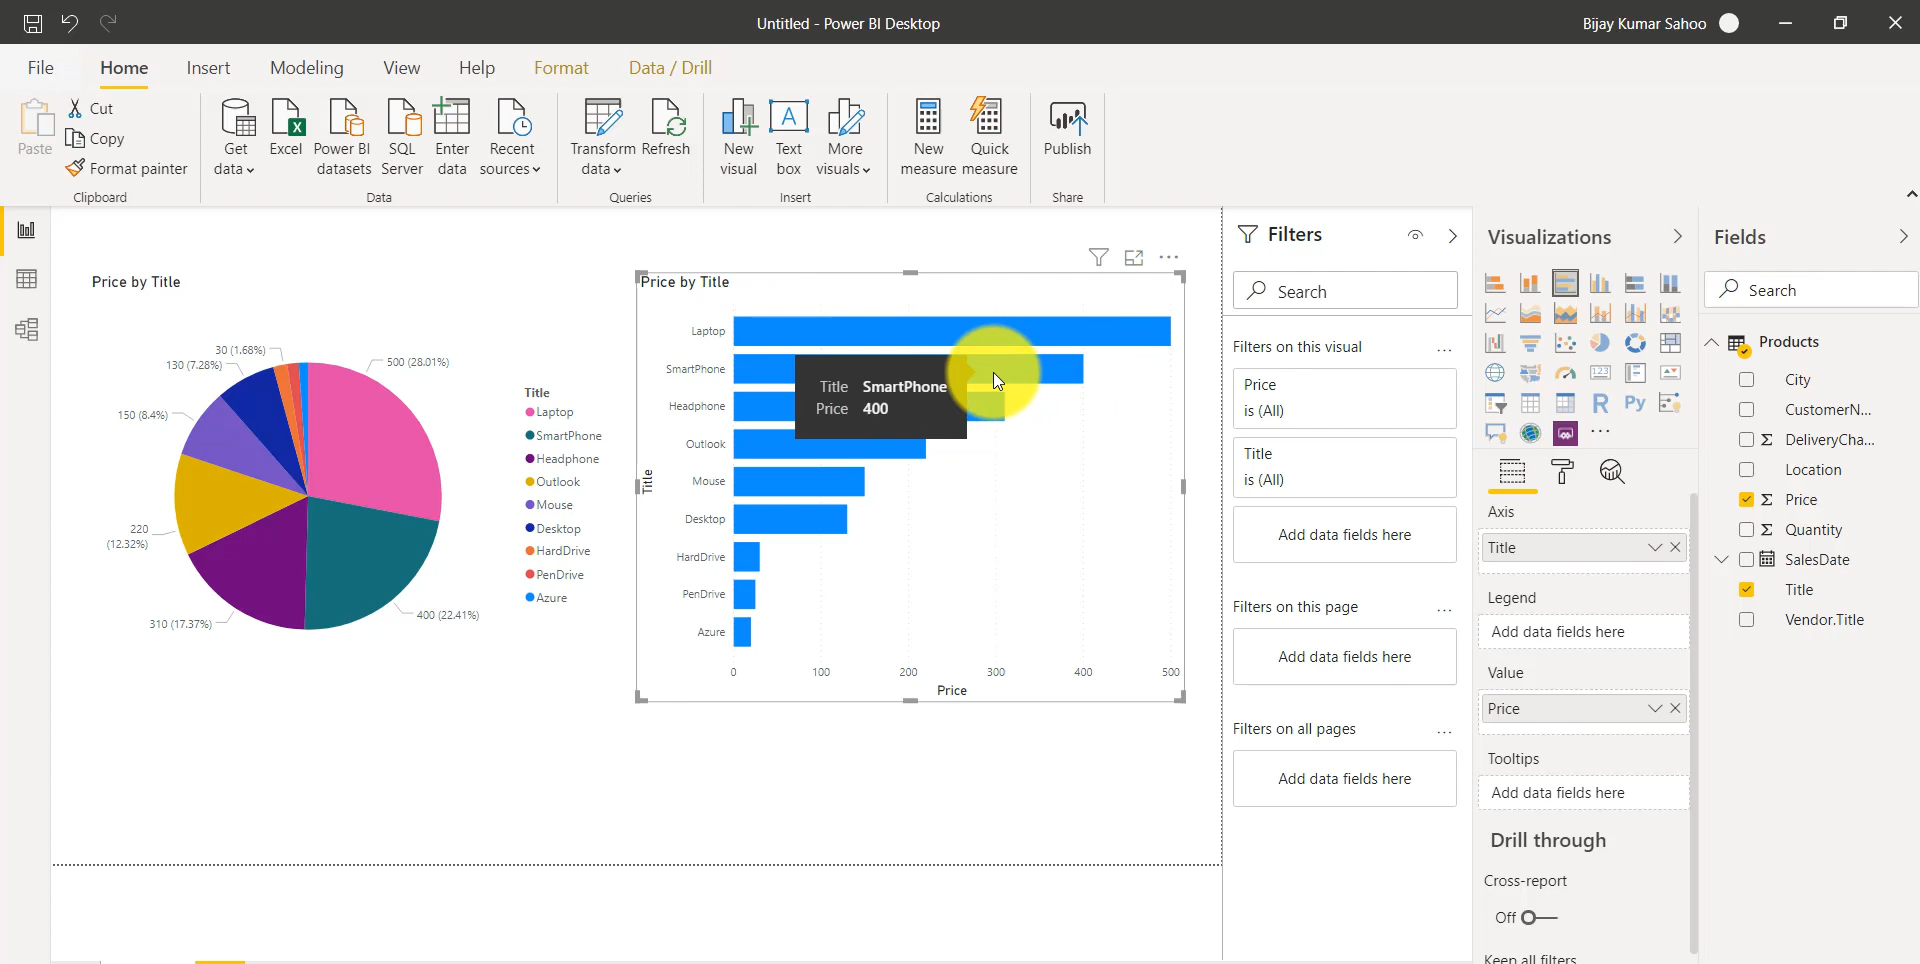 Untitled - Power BI Desktop
Bijay Kumar Sahoo
File
Home
Insert
Modeling
View
Help
Format
Data / Drill
Paste
Cut
Copy
Format painter
Clipboard
Get data
Excel
Power BI datasets
SQL Server
Enter data
Recent sources
Data
Transform data
Refresh
Queries
New visual
Text box
More visuals
Insert
New measure
Quick measure
Calculations
Publish
Share
Price by Title
30 (1.68%)
130 (7.28%)
500 (28.01%)
150 (8.4%)
220
(12.32%)
310 (17.37%)
400 (22.41%)
Title
Laptop
SmartPhone
Headphone
Outlook
Mouse
Desktop
HardDrive
PenDrive
Azure
Price by Title
Title
Laptop
SmartPhone
Headphone
Outlook
Mouse
Desktop
HardDrive
PenDrive
Azure
Title SmartPhone
Price 400
0 100 200 300 400 500
Price
Filters
Search
Filters on this visual ...
Price
is (All)
Title
is (All)
Add data fields here
Filters on this page ...
Add data fields here
Filters on all pages ...
Add data fields here
Visualizations
R
Py
Axis
Title
Legend
Add data fields here
Value
Price
Tooltips
Add data fields here
Drill through
Cross-report
Off
Keep all filters
Fields
Search
Products
City
CustomerN...
DeliveryCha...
Location
Price
Quantity
SalesDate
Title
Vendor.Title